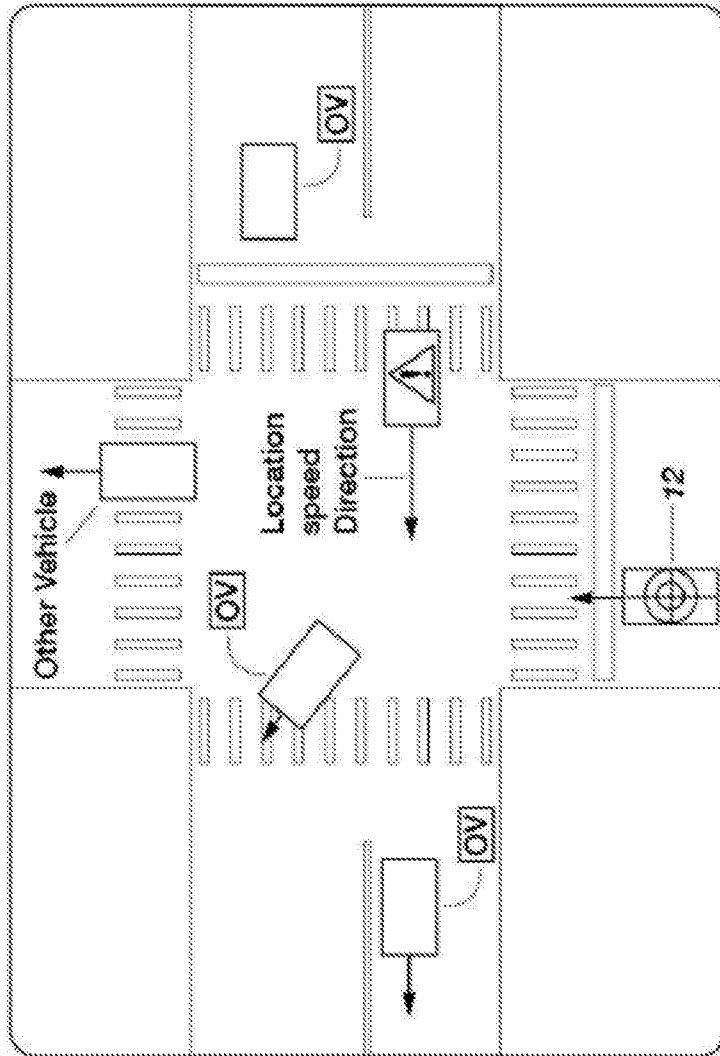 Other Vehicle
OV
Location
speed
Direction
!
OV
OV
12